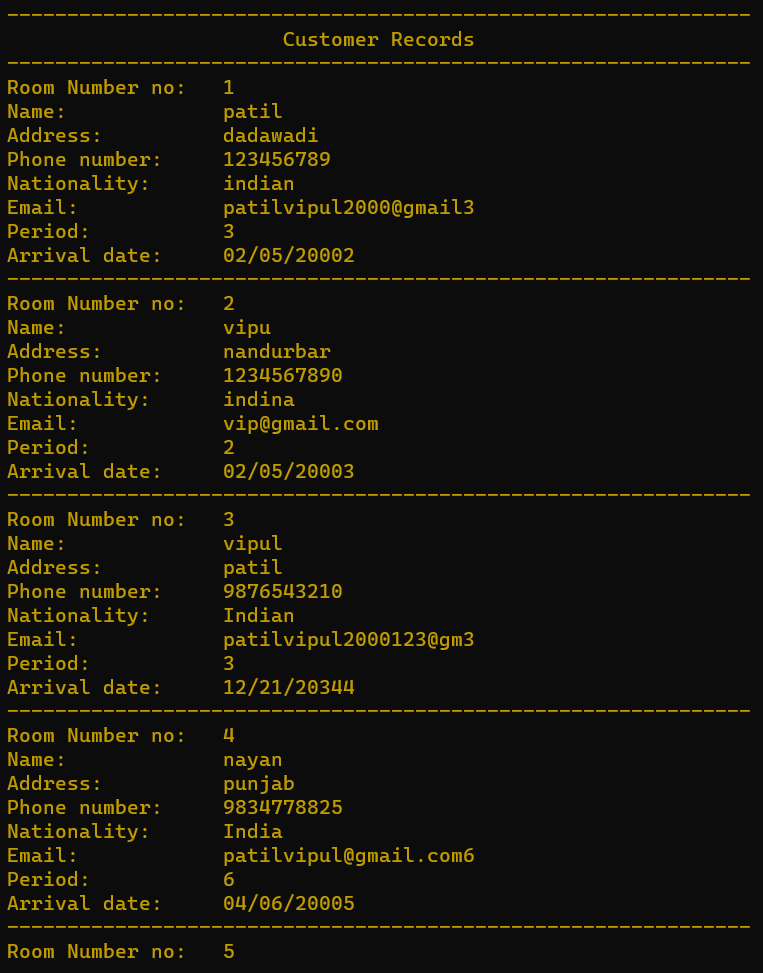 Customer Records
Room Number no: 1
Name: patil
Address: dadawadi
Phone number: 123456789
Nationality: indian
Email: patilvipul2000@gmail3
Period: 3
Arrival date: 02/05/20002
Room Number no: 2
Name: vipu
Address: nandurbar
Phone number: 1234567890
Nationality: indina
Email: vip@gmail.com
Period: 2
Arrival date: 02/05/20003
Room Number no: 3
Name: vipul
Address: patil
Phone number: 9876543210
Nationality: Indian
Email: patilvipul2000123@gm3
Period: 3
Arrival date: 12/21/20344
Room Number no: 4
Name: nayan
Address: punjab
Phone number: 9834778825
Nationality: India
Email: patilvipul@gmail.com6
Period: 6
Arrival date: 04/06/20005
Room Number no: 5